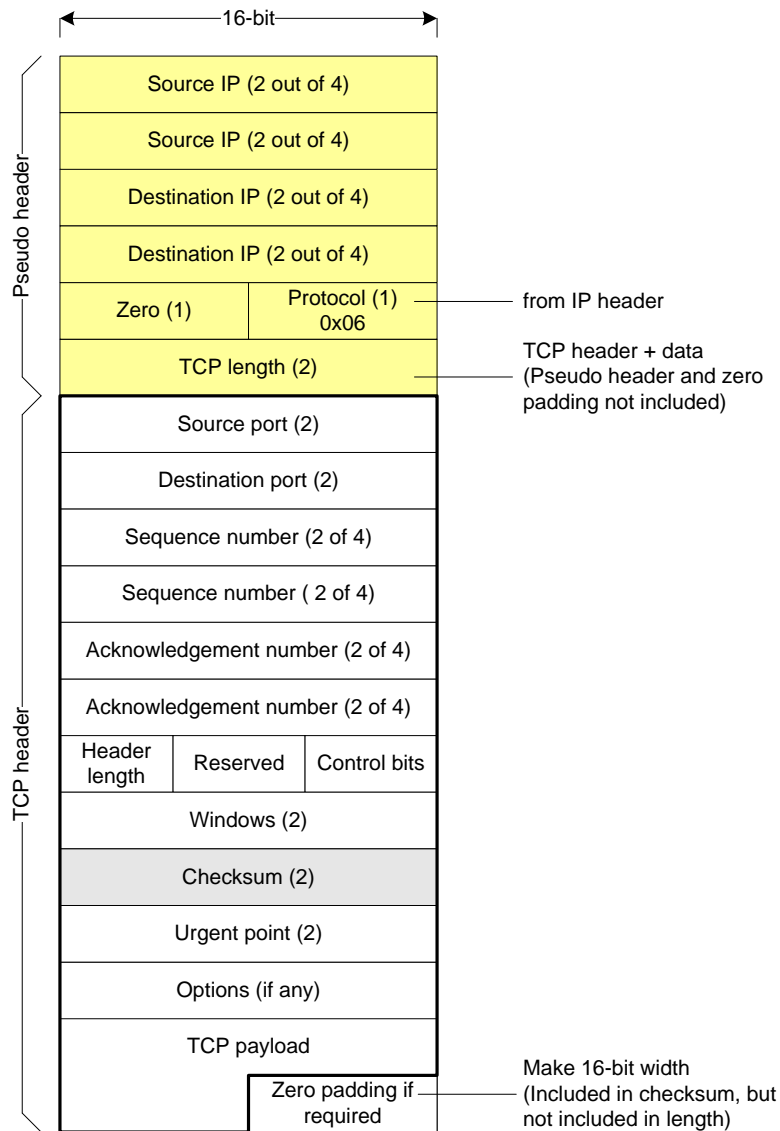 16-bit
Pseudo header
Source IP (2 out of 4)
Source IP (2 out of 4)
Destination IP (2 out of 4)
Destination IP (2 out of 4)
Zero (1)
Protocol (1)
0x06
from IP header
TCP length (2)
TCP header + data
(Pseudo header and zero
padding not included)
TCP header
Source port (2)
Destination port (2)
Sequence number (2 of 4)
Sequence number ( 2 of 4)
Acknowledgement number (2 of 4)
Acknowledgement number (2 of 4)
Header
length
Reserved
Control bits
Windows (2)
Checksum (2)
Urgent point (2)
Options (if any)
TCP payload
Zero padding if
required
Make 16-bit width
(Included in checksum, but
not included in length)